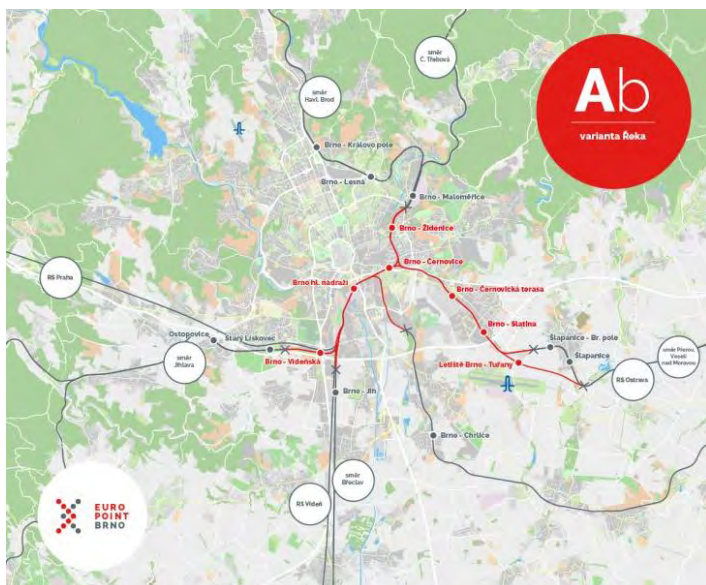 Ab
varianta Řeka
směr
Č. Třebová
směr
Havl. Brod
Brno - Královo pole
Brno - Lesná
Brno - Maloměřice
Brno - Židenice
Brno - Černovice
RS Praha
Brno hl. nádraží
Brno - Černovická terasa
Brno - Slatina
Ostopovice
Starý Lískovec
Šlapanice - Br. pole
směr Přerov,
Veselí
nad Moravou
směr
Jihlava
Brno - Vídeňská
Letiště Brno - Tuřany
Šlapanice
RS Ostrava
Brno - Jih
Brno - Chrlice
směr
Břeclav
RS Vídeň
EURO
POINT
BRNO